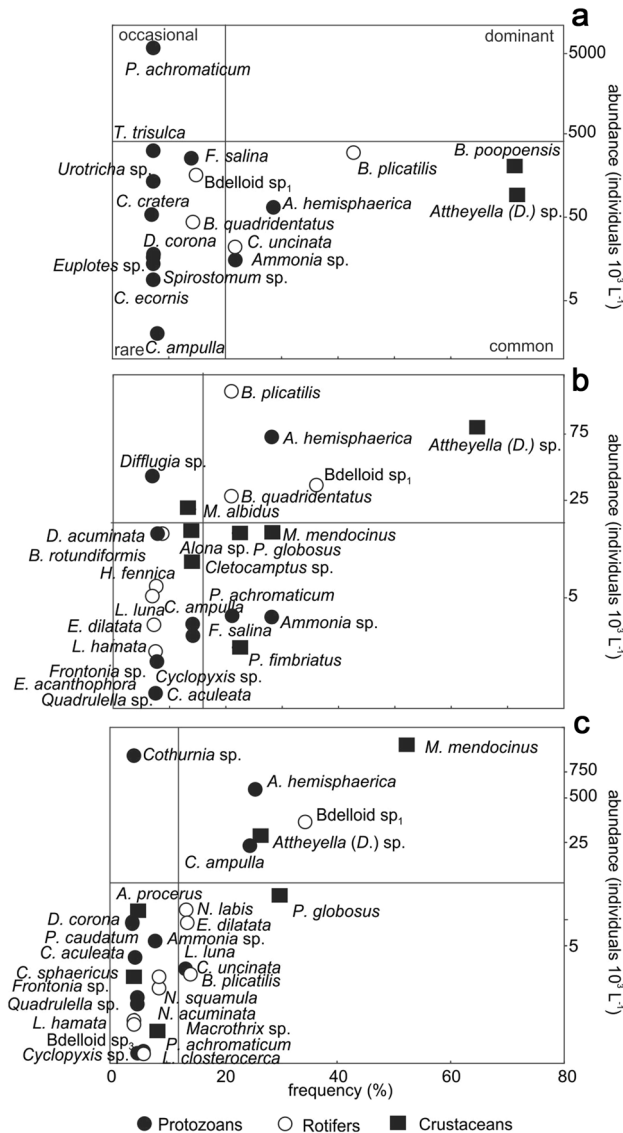 a
occasional
dominant
P. achromaticum
5000
T. trisulca
500
F. salina
B. poopoensis
Urotricha sp.
Bdelloid sp1
B. plicatilis
C. cratera
A. hemisphaerica
Attheyella (D.) sp.
50
B. quadridentatus
D. corona
C. uncinata
Euplotes sp.
Ammonia sp.
Spirostomum sp.
C. ecornis
5
rare
C. ampulla
common
abundance (individuals 10³ L⁻¹)
b
B. plicatilis
A. hemisphaerica
75
Attheyella (D.) sp.
Difflugia sp.
Bdelloid sp1
B. quadridentatus
25
M. albidus
D. acuminata
M. mendocinus
B. rotundiformis
Alona sp.
P. globosus
Cletocamptus sp.
H. fennica
P. achromaticum
5
L. luna
C. ampulla
E. dilatata
Ammonia sp.
F. salina
L. hamata
P. fimbriatus
Frontonia sp.
Cyclopyxis sp.
E. acanthophora
Quadrulella sp.
C. aculeata
abundance (individuals 10³ L⁻¹)
c
Cothurnia sp.
M. mendocinus
750
A. hemisphaerica
500
Bdelloid sp1
Attheyella (D.) sp.
25
C. ampulla
A. procerus
N. labis
P. globosus
D. corona
E. dilatata
P. caudatum
Ammonia sp.
5
C. aculeata
L. luna
C. sphaericus
C. uncinata
Frontonia sp.
B. plicatilis
Quadrulella sp.
N. squamula
N. acuminata
L. hamata
Macrothrix sp.
Bdelloid sp3
P. achromaticum
Cyclopyxis sp.
L. closterocerca
abundance (individuals 10³ L⁻¹)
0 20 40 60 80
frequency (%)
Protozoans Rotifers Crustaceans